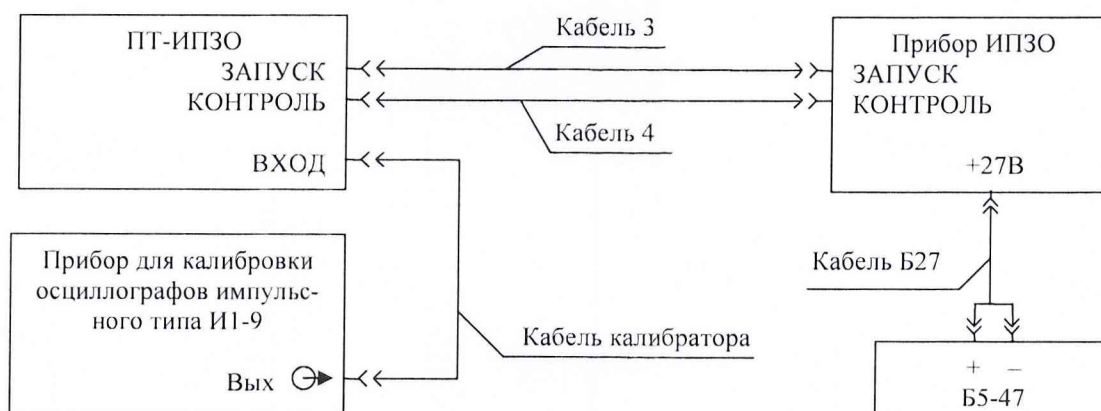 ПТ-ИПЗО
ЗАПУСК
КОНТРОЛЬ
ВХОД
Кабель 3
Кабель 4
Прибор ИПЗО
ЗАПУСК
КОНТРОЛЬ
+27В
Прибор для калибровки
осциллографов импульс-
ного типа И1-9
Вых
Кабель калибратора
Кабель Б27
+ –
Б5-47